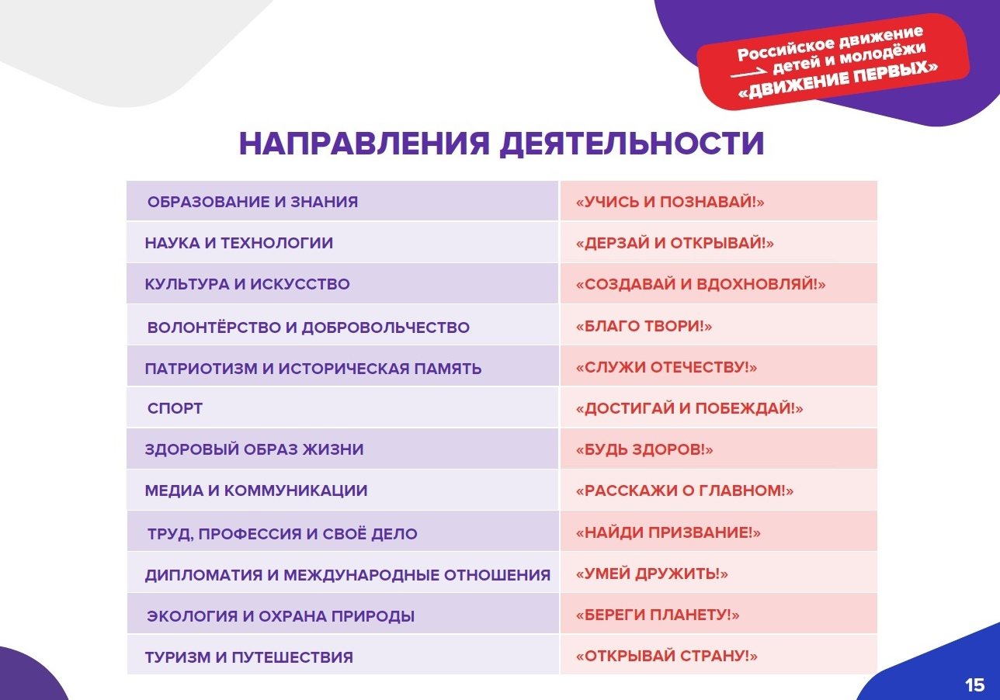 Российское движение
детей и молодёжи
«ДВИЖЕНИЕ ПЕРВЫХ»
НАПРАВЛЕНИЯ ДЕЯТЕЛЬНОСТИ
ОБРАЗОВАНИЕ И ЗНАНИЯ «УЧИСЬ И ПОЗНАВАЙ!»
НАУКА И ТЕХНОЛОГИИ «ДЕРЗАЙ И ОТКРЫВАЙ!»
КУЛЬТУРА И ИСКУССТВО «СОЗДАВАЙ И ВДОХНОВЛЯЙ!»
ВОЛОНТЁРСТВО И ДОБРОВОЛЬЧЕСТВО «БЛАГО ТВОРИ!»
ПАТРИОТИЗМ И ИСТОРИЧЕСКАЯ ПАМЯТЬ «СЛУЖИ ОТЕЧЕСТВУ!»
СПОРТ «ДОСТИГАЙ И ПОБЕЖДАЙ!»
ЗДОРОВЫЙ ОБРАЗ ЖИЗНИ «БУДЬ ЗДОРОВ!»
МЕДИА И КОММУНИКАЦИИ «РАССКАЖИ О ГЛАВНОМ!»
ТРУД, ПРОФЕССИЯ И СВОЁ ДЕЛО «НАЙДИ ПРИЗВАНИЕ!»
ДИПЛОМАТИЯ И МЕЖДУНАРОДНЫЕ ОТНОШЕНИЯ «УМЕЙ ДРУЖИТЬ!»
ЭКОЛОГИЯ И ОХРАНА ПРИРОДЫ «БЕРЕГИ ПЛАНЕТУ!»
ТУРИЗМ И ПУТЕШЕСТВИЯ «ОТКРЫВАЙ СТРАНУ!»
15